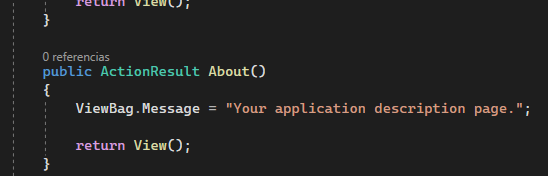 return View();
}
0 referencias
public ActionResult About()
{
ViewBag.Message = "Your application description page.";
return View();
}